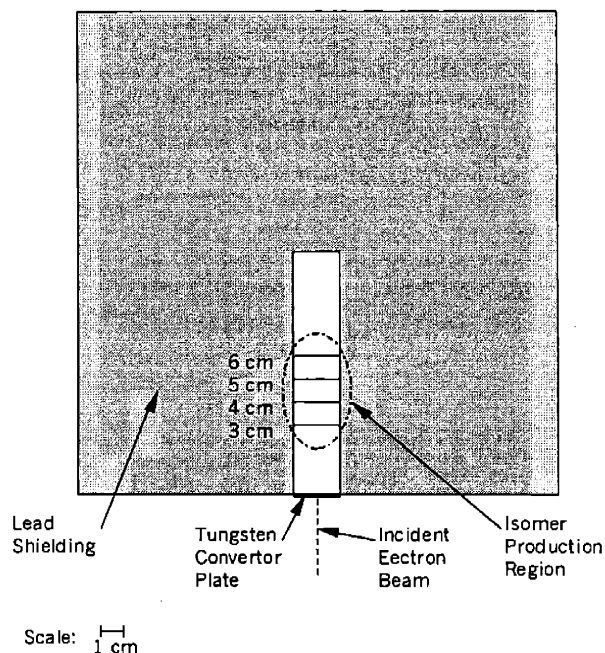 6 cm
5 cm
4 cm
3 cm
Lead
Shielding
Tungsten
Convertor
Plate
Incident
Eectron
Beam
Isomer
Production
Region
Scale:
1 cm